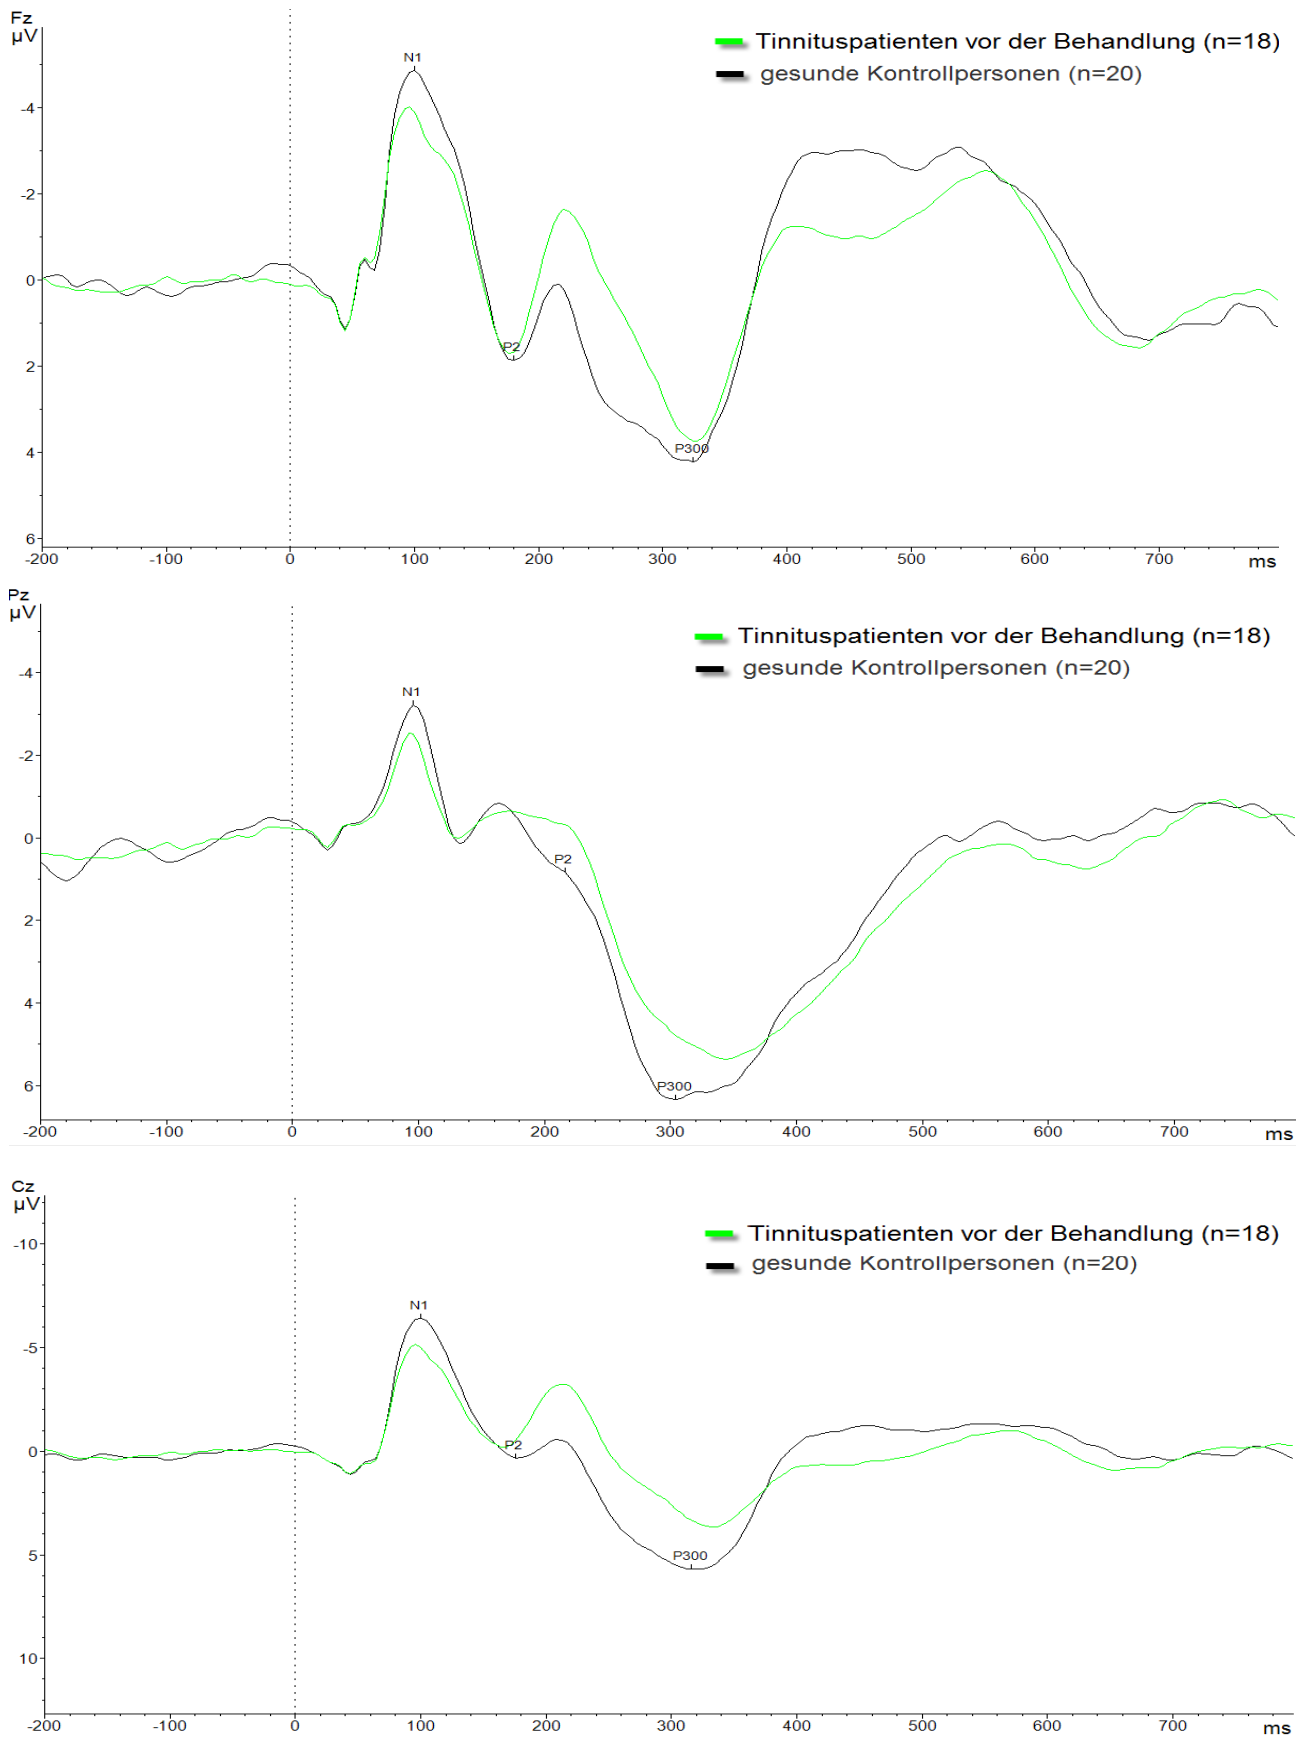 Fz
µV
Tinnituspatienten vor der Behandlung (n=18)
gesunde Kontrollpersonen (n=20)
N1
-4
-2
0
P2
2
P300
4
6
-200 -100 0 100 200 300 400 500 600 700 ms
Pz
µV
Tinnituspatienten vor der Behandlung (n=18)
gesunde Kontrollpersonen (n=20)
-4
N1
-2
0
P2
2
4
P300
6
-200 -100 0 100 200 300 400 500 600 700 ms
Cz
µV
Tinnituspatienten vor der Behandlung (n=18)
-10
gesunde Kontrollpersonen (n=20)
N1
-5
P2
0
P300
5
10
-200 -100 0 100 200 300 400 500 600 700 ms